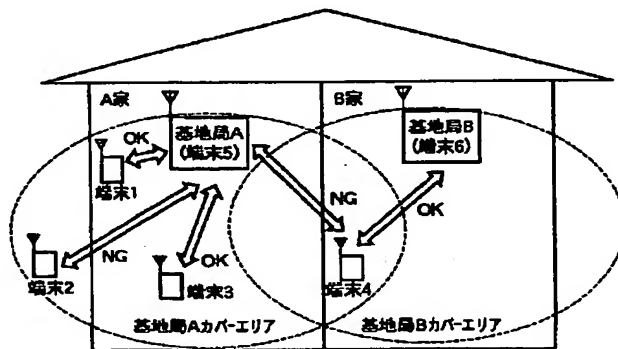 A家
B家
基地局A
(端末5)
基地局B
(端末6)
OK
端末1
NG
OK
NG
OK
端末2
端末3
端末4
基地局Aカバーエリア
基地局Bカバーエリア